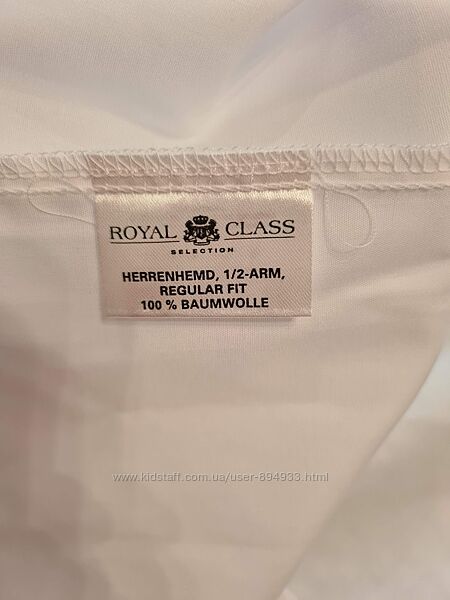 ROYAL CLASS
SELECTION
HERRENHEMD, 1/2-ARM,
REGULAR FIT
100 % BAUMWOLLE
www.kidstaff.com.ua/user-894933.html